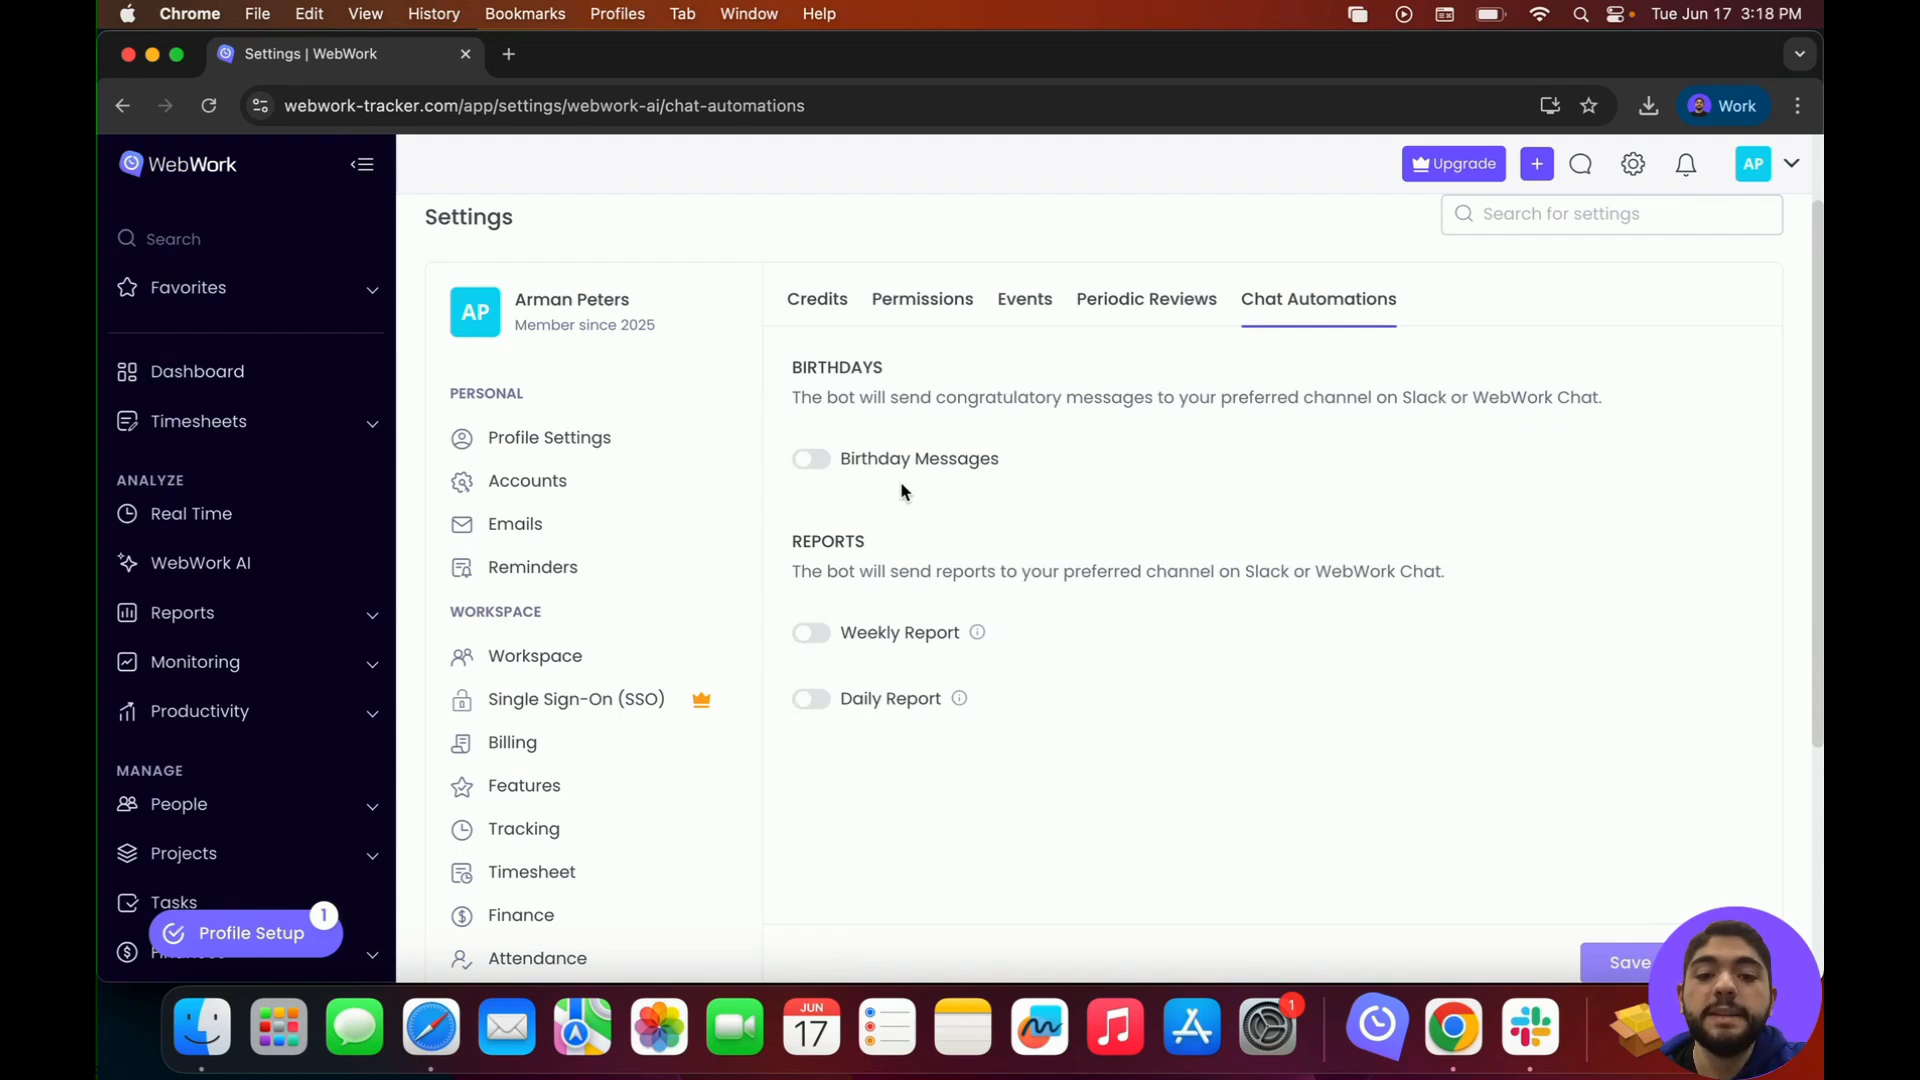 Chrome File Edit View History Bookmarks Profiles Tab Window Help Tue Jun 17 3:18 PM
Settings | WebWork
webwork-tracker.com/app/settings/webwork-ai/chat-automations Work
WebWork
Upgrade
AP
Search
Favorites
Dashboard
Timesheets
ANALYZE
Real Time
WebWork AI
Reports
Monitoring
Productivity
MANAGE
People
Projects
Tasks
Profile Setup
1
Settings
Search for settings
AP
Arman Peters
Member since 2025
PERSONAL
Profile Settings
Accounts
Emails
Reminders
WORKSPACE
Workspace
Single Sign-On (SSO)
Billing
Features
Tracking
Timesheet
Finance
Attendance
Credits Permissions Events Periodic Reviews Chat Automations
BIRTHDAYS
The bot will send congratulatory messages to your preferred channel on Slack or WebWork Chat.
Birthday Messages
REPORTS
The bot will send reports to your preferred channel on Slack or WebWork Chat.
Weekly Report
Daily Report
Save
JUN
17
1